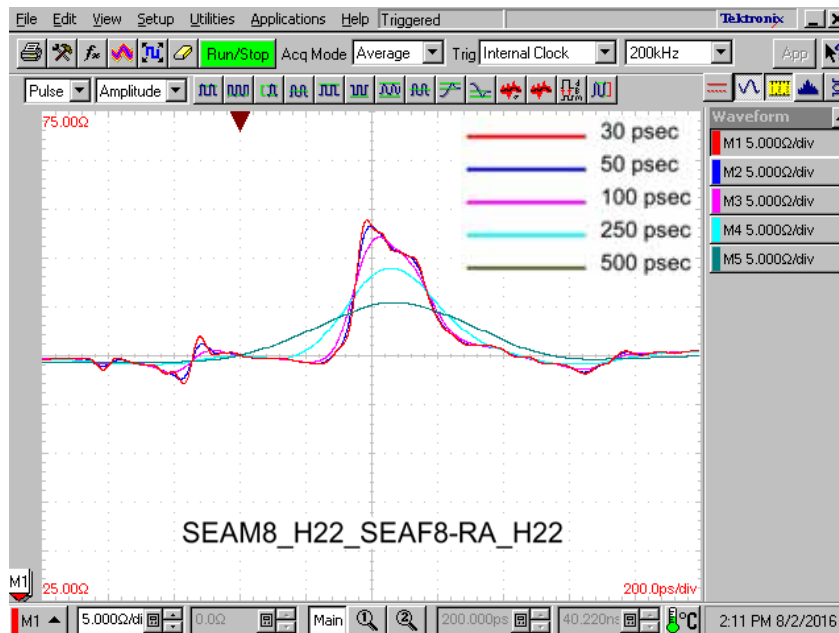 File Edit View Setup Utilities Applications Help Triggered Tektronix
Run/Stop Acq Mode Average Trig Internal Clock 200kHz App
Pulse Amplitude
75.00Ω
30 psec
50 psec
100 psec
250 psec
500 psec
Waveform
M1 5.000Ω/div
M2 5.000Ω/div
M3 5.000Ω/div
M4 5.000Ω/div
M5 5.000Ω/div
SEAM8_H22_SEAF8-RA_H22
M1
25.00Ω 200.0ps/div
M1 5.000Ω/di 0.0Ω Main 1 2 200.000ps 40.220ns °C 2:11 PM 8/2/2016